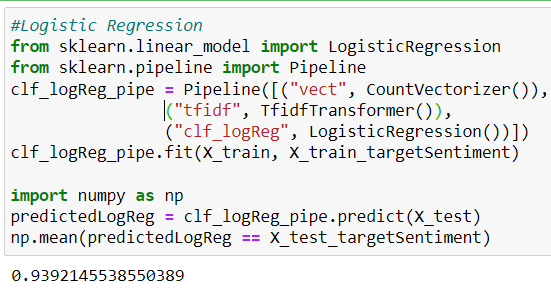 #Logistic Regression
from sklearn.linear_model import LogisticRegression
from sklearn.pipeline import Pipeline
clf_logReg_pipe = Pipeline([("vect", CountVectorizer()),
("tfidf", TfidfTransformer()),
("clf_logReg", LogisticRegression())])
clf_logReg_pipe.fit(X_train, X_train_targetSentiment)
import numpy as np
predictedLogReg = clf_logReg_pipe.predict(X_test)
np.mean(predictedLogReg == X_test_targetSentiment)
0.9392145538550389